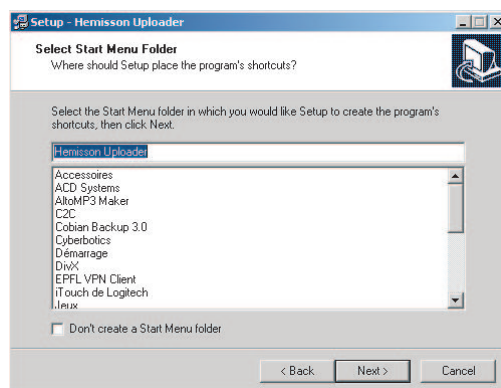 Setup - Hemisson Uploader
Select Start Menu Folder
Where should Setup place the program's shortcuts?
Select the Start Menu folder in which you would like Setup to create the program's
shortcuts, then click Next.
Hemisson Uploader
Accessoires
ACD Systems
AltoMP3 Maker
C2C
Cobian Backup 3.0
Cyberbotics
Démarrage
DivX
EPFL VPN Client
iTouch de Logitech
Jeux
Don't create a Start Menu folder
< Back
Next >
Cancel